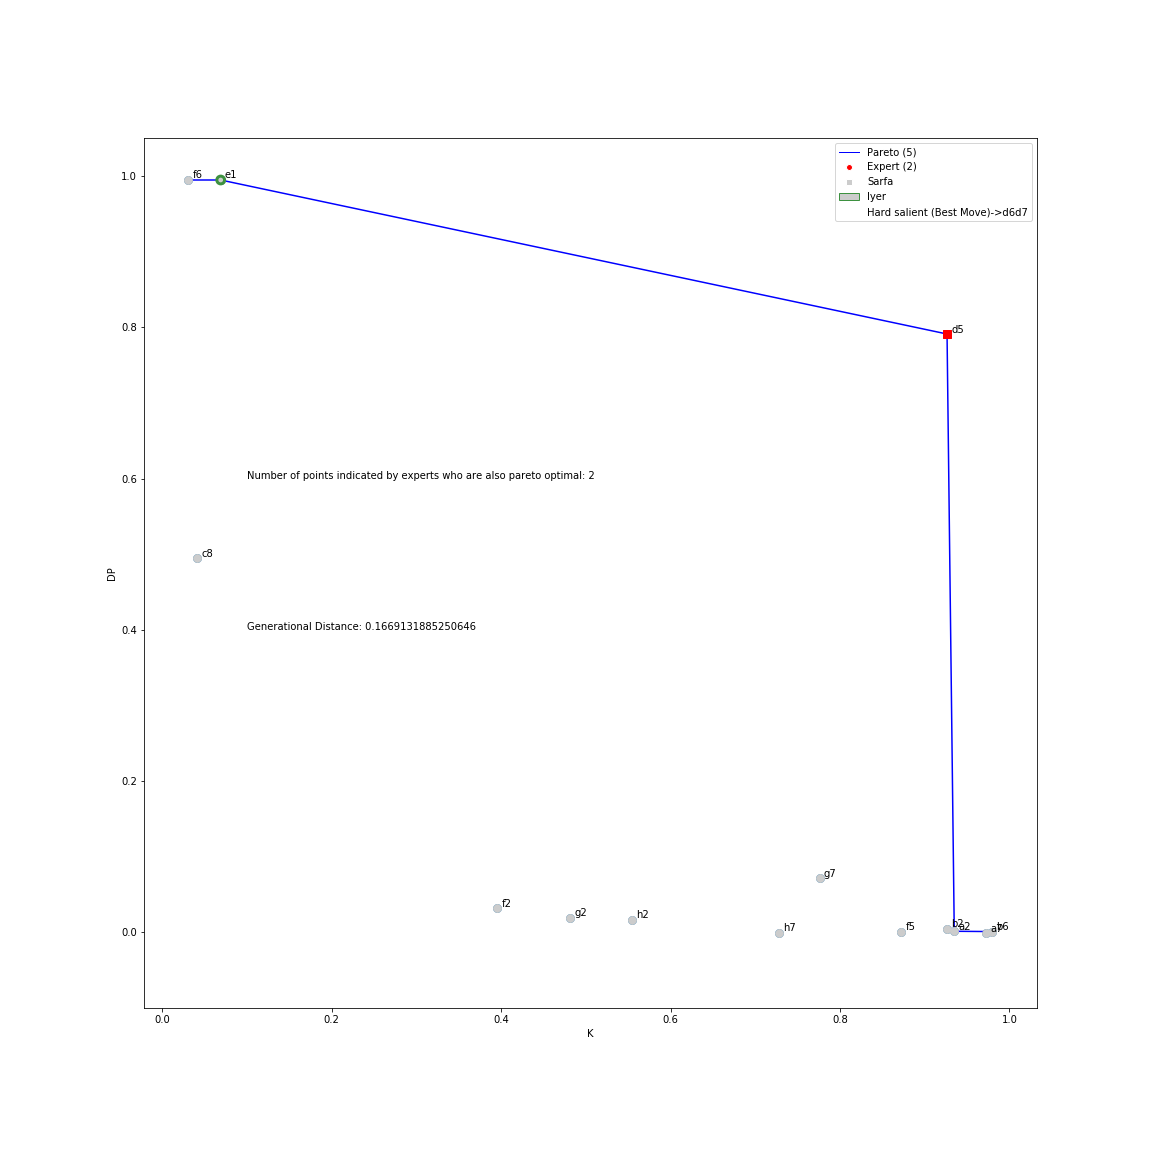 Pareto (5)
Expert (2)
Sarfa
Iyer
Hard salient (Best Move)->d6d7
1.0
f6
e1
0.8
d5
0.6
Number of points indicated by experts who are also pareto optimal: 2
c8
DP
0.4
Generational Distance: 0.1669131885250646
0.2
g7
f2
g2
h2
h7
f5
b2
a2
a7
b6
0.0
0.0
0.2
0.4
0.6
0.8
1.0
K